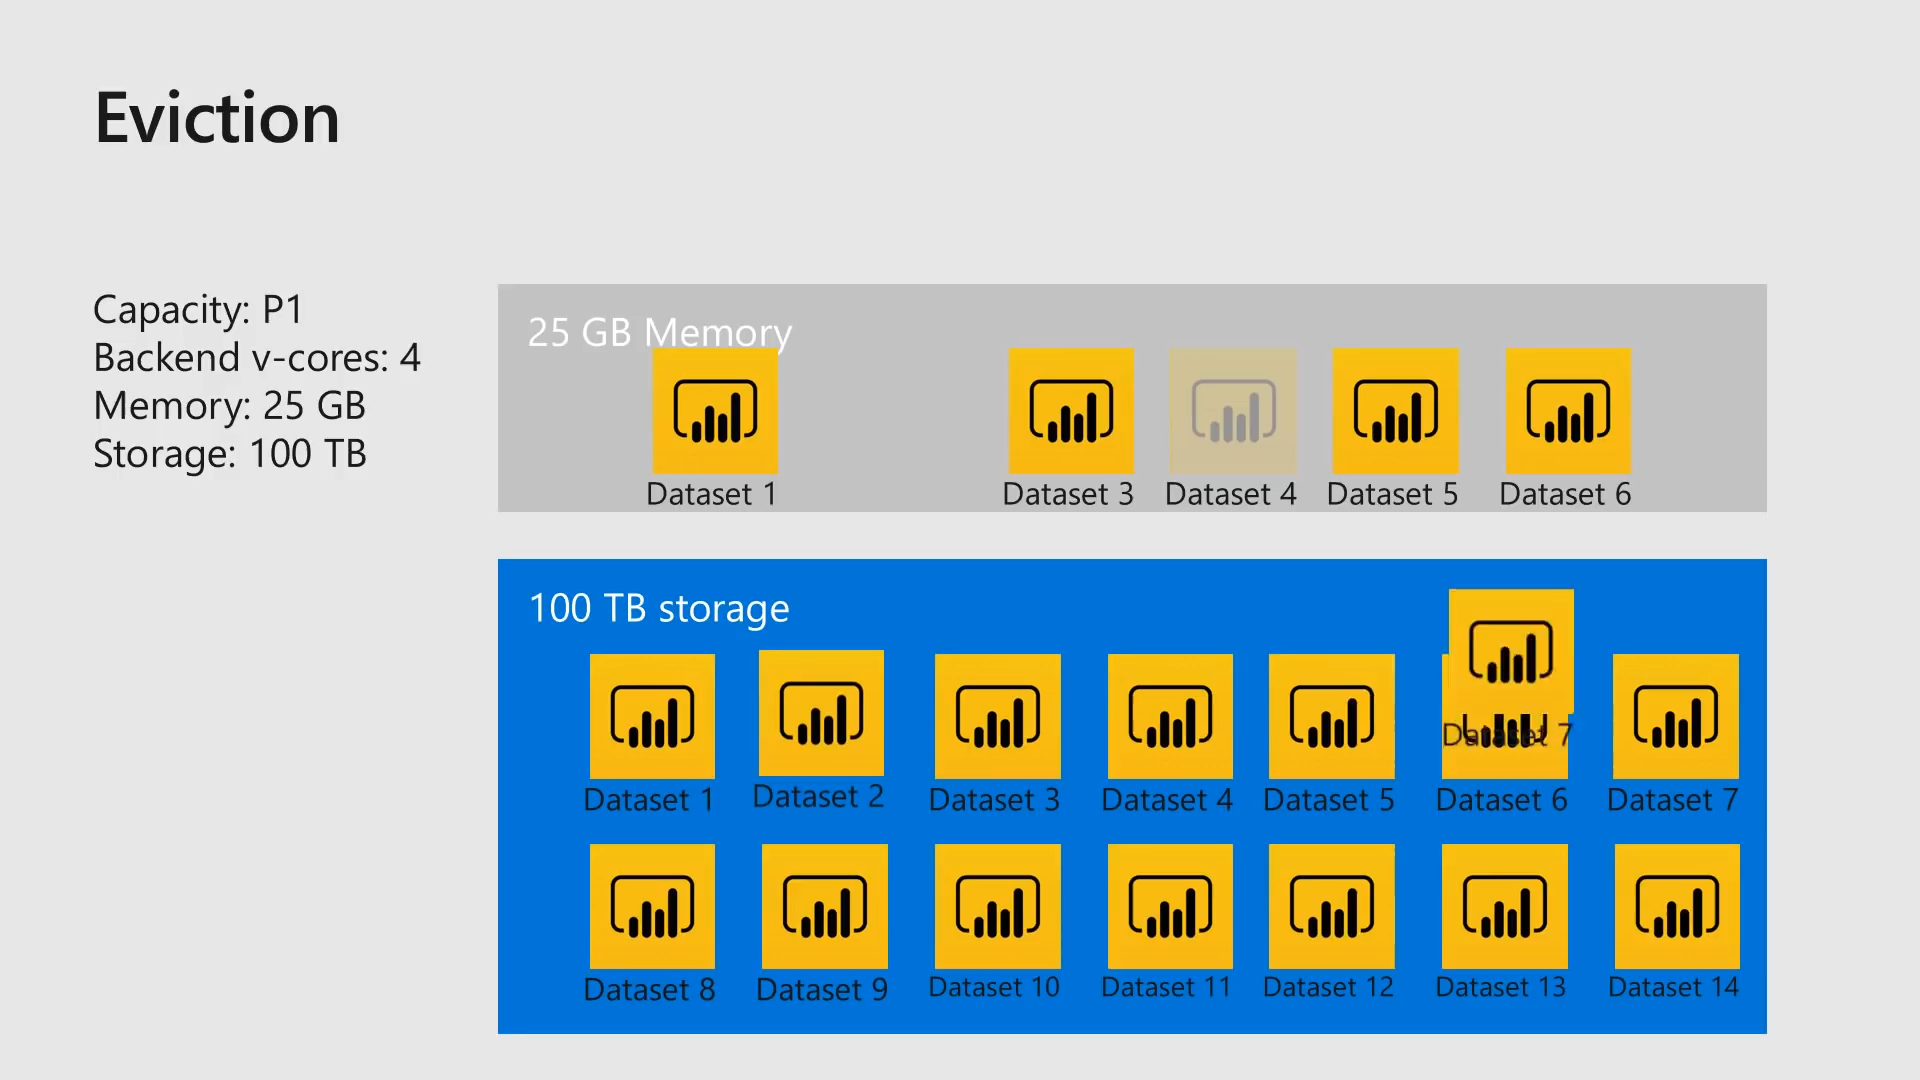 Eviction
Capacity: P1
Backend v-cores: 4
Memory: 25 GB
Storage: 100 TB
25 GB Memory
Dataset 1
Dataset 3
Dataset 4
Dataset 5
Dataset 6
100 TB storage
Dataset 7
Dataset 1
Dataset 2
Dataset 3
Dataset 4
Dataset 5
Dataset 6
Dataset 7
Dataset 8
Dataset 9
Dataset 10
Dataset 11
Dataset 12
Dataset 13
Dataset 14